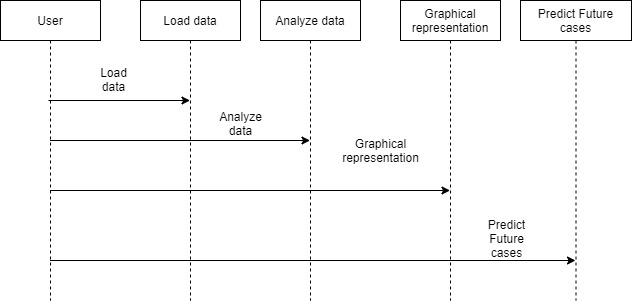 User
Load data
Analyze data
Graphical
representation
Predict Future
cases
Load
data
Analyze
data
Graphical
representation
Predict
Future
cases